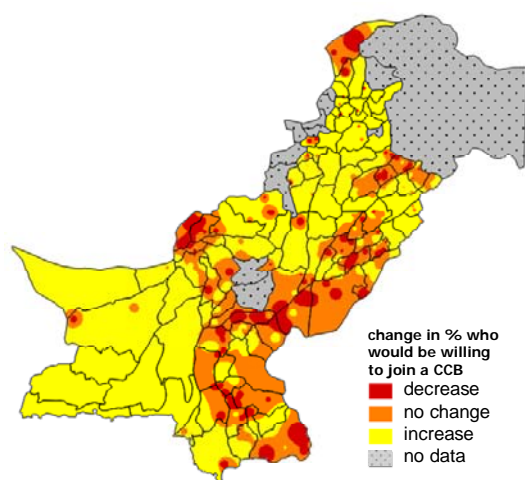 change in % who
would be willing
to join a CCB
decrease
no change
increase
no data